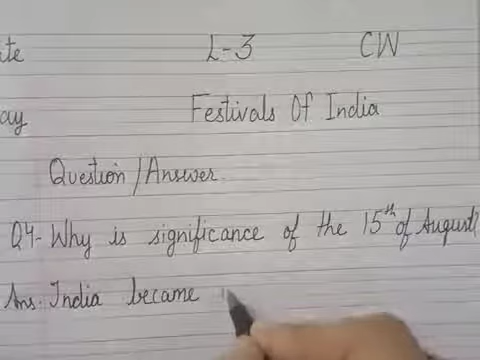 te L-3 CW
ay Festivals Of India
Question/Answer
Q4- Why is significance of the 15th of August?
Ans. India became